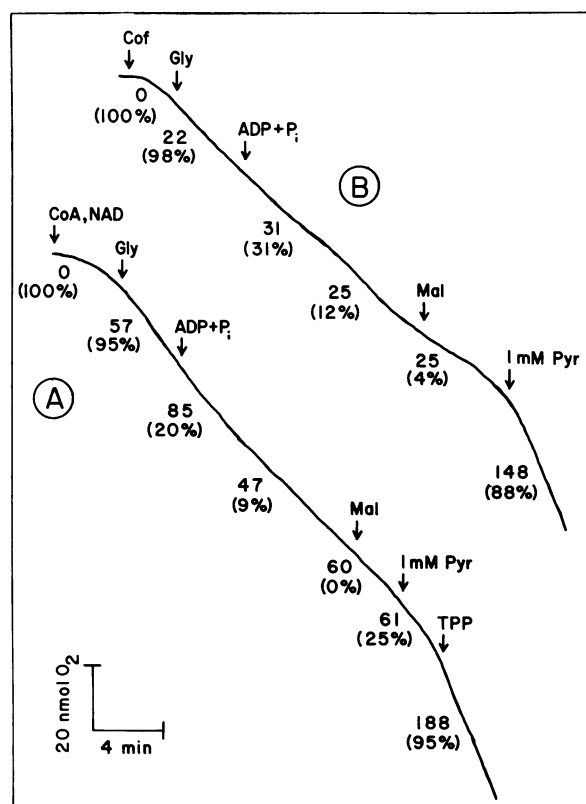 Cof
Gly
0
(100%)
22
(98%)
ADP+Pi
B
31
(31%)
CoA,NAD
Gly
0
(100%)
25
(12%)
Mal
57
(95%)
ADP+Pi
25
(4%)
1mM Pyr
A
85
(20%)
148
(88%)
47
(9%)
Mal
60
(0%)
1mM Pyr
61
(25%)
TPP
20 nmol O2
4 min
188
(95%)